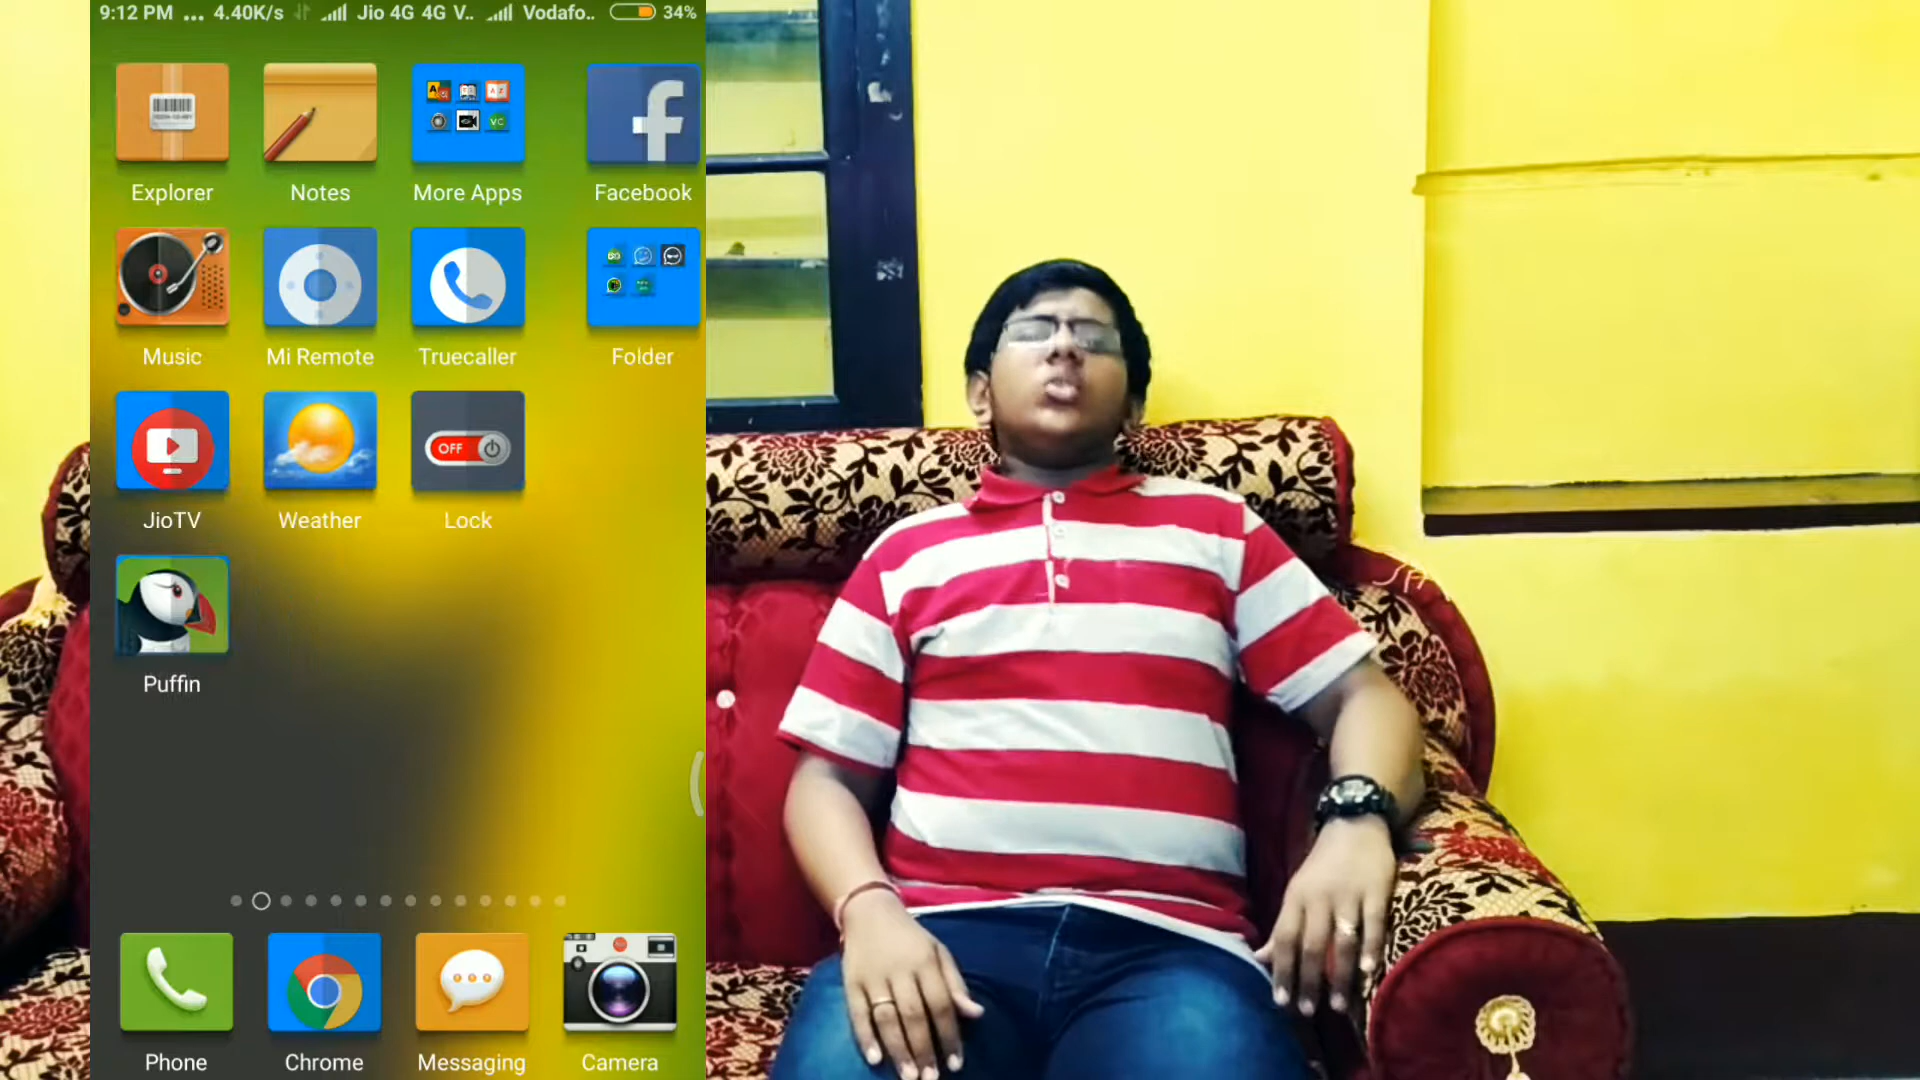 9:12 PM ... 4.40K/s Jio 4G 4G V.. Vodafo.. 34%
Explorer Notes More Apps Facebook
Music Mi Remote Truecaller Folder
OFF
JioTV Weather Lock
Puffin
Phone Chrome Messaging Camera